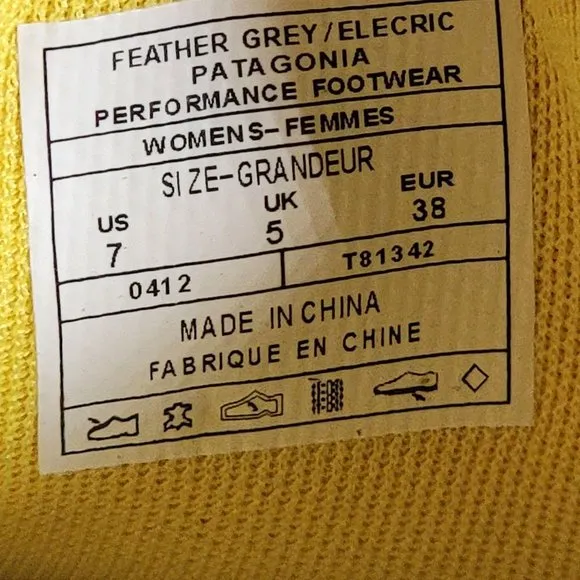 FEATHER GREY/ELECRIC
PATAGONIA
PERFORMANCE FOOTWEAR
WOMENS-FEMMES
SIZE-GRANDEUR
US UK EUR
7 5 38
0412 T81342
MADE IN CHINA
FABRIQUE EN CHINE